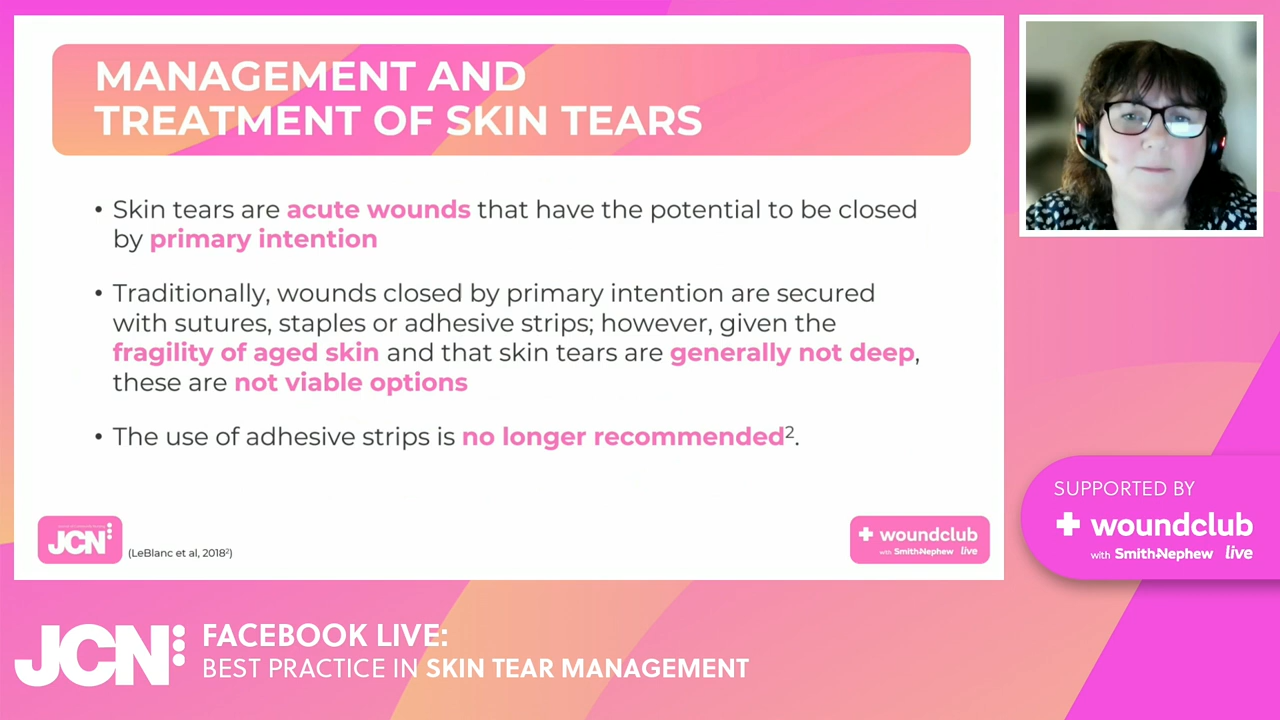 MANAGEMENT AND
TREATMENT OF SKIN TEARS
• Skin tears are acute wounds that have the potential to be closed
by primary intention
• Traditionally, wounds closed by primary intention are secured
with sutures, staples or adhesive strips; however, given the
fragility of aged skin and that skin tears are generally not deep,
these are not viable options
• The use of adhesive strips is no longer recommended².
JCN
(LeBlanc et al, 2018²)
woundclub
with Smith+Nephew live
SUPPORTED BY
woundclub
with Smith+Nephew live
JCN
FACEBOOK LIVE:
BEST PRACTICE IN SKIN TEAR MANAGEMENT